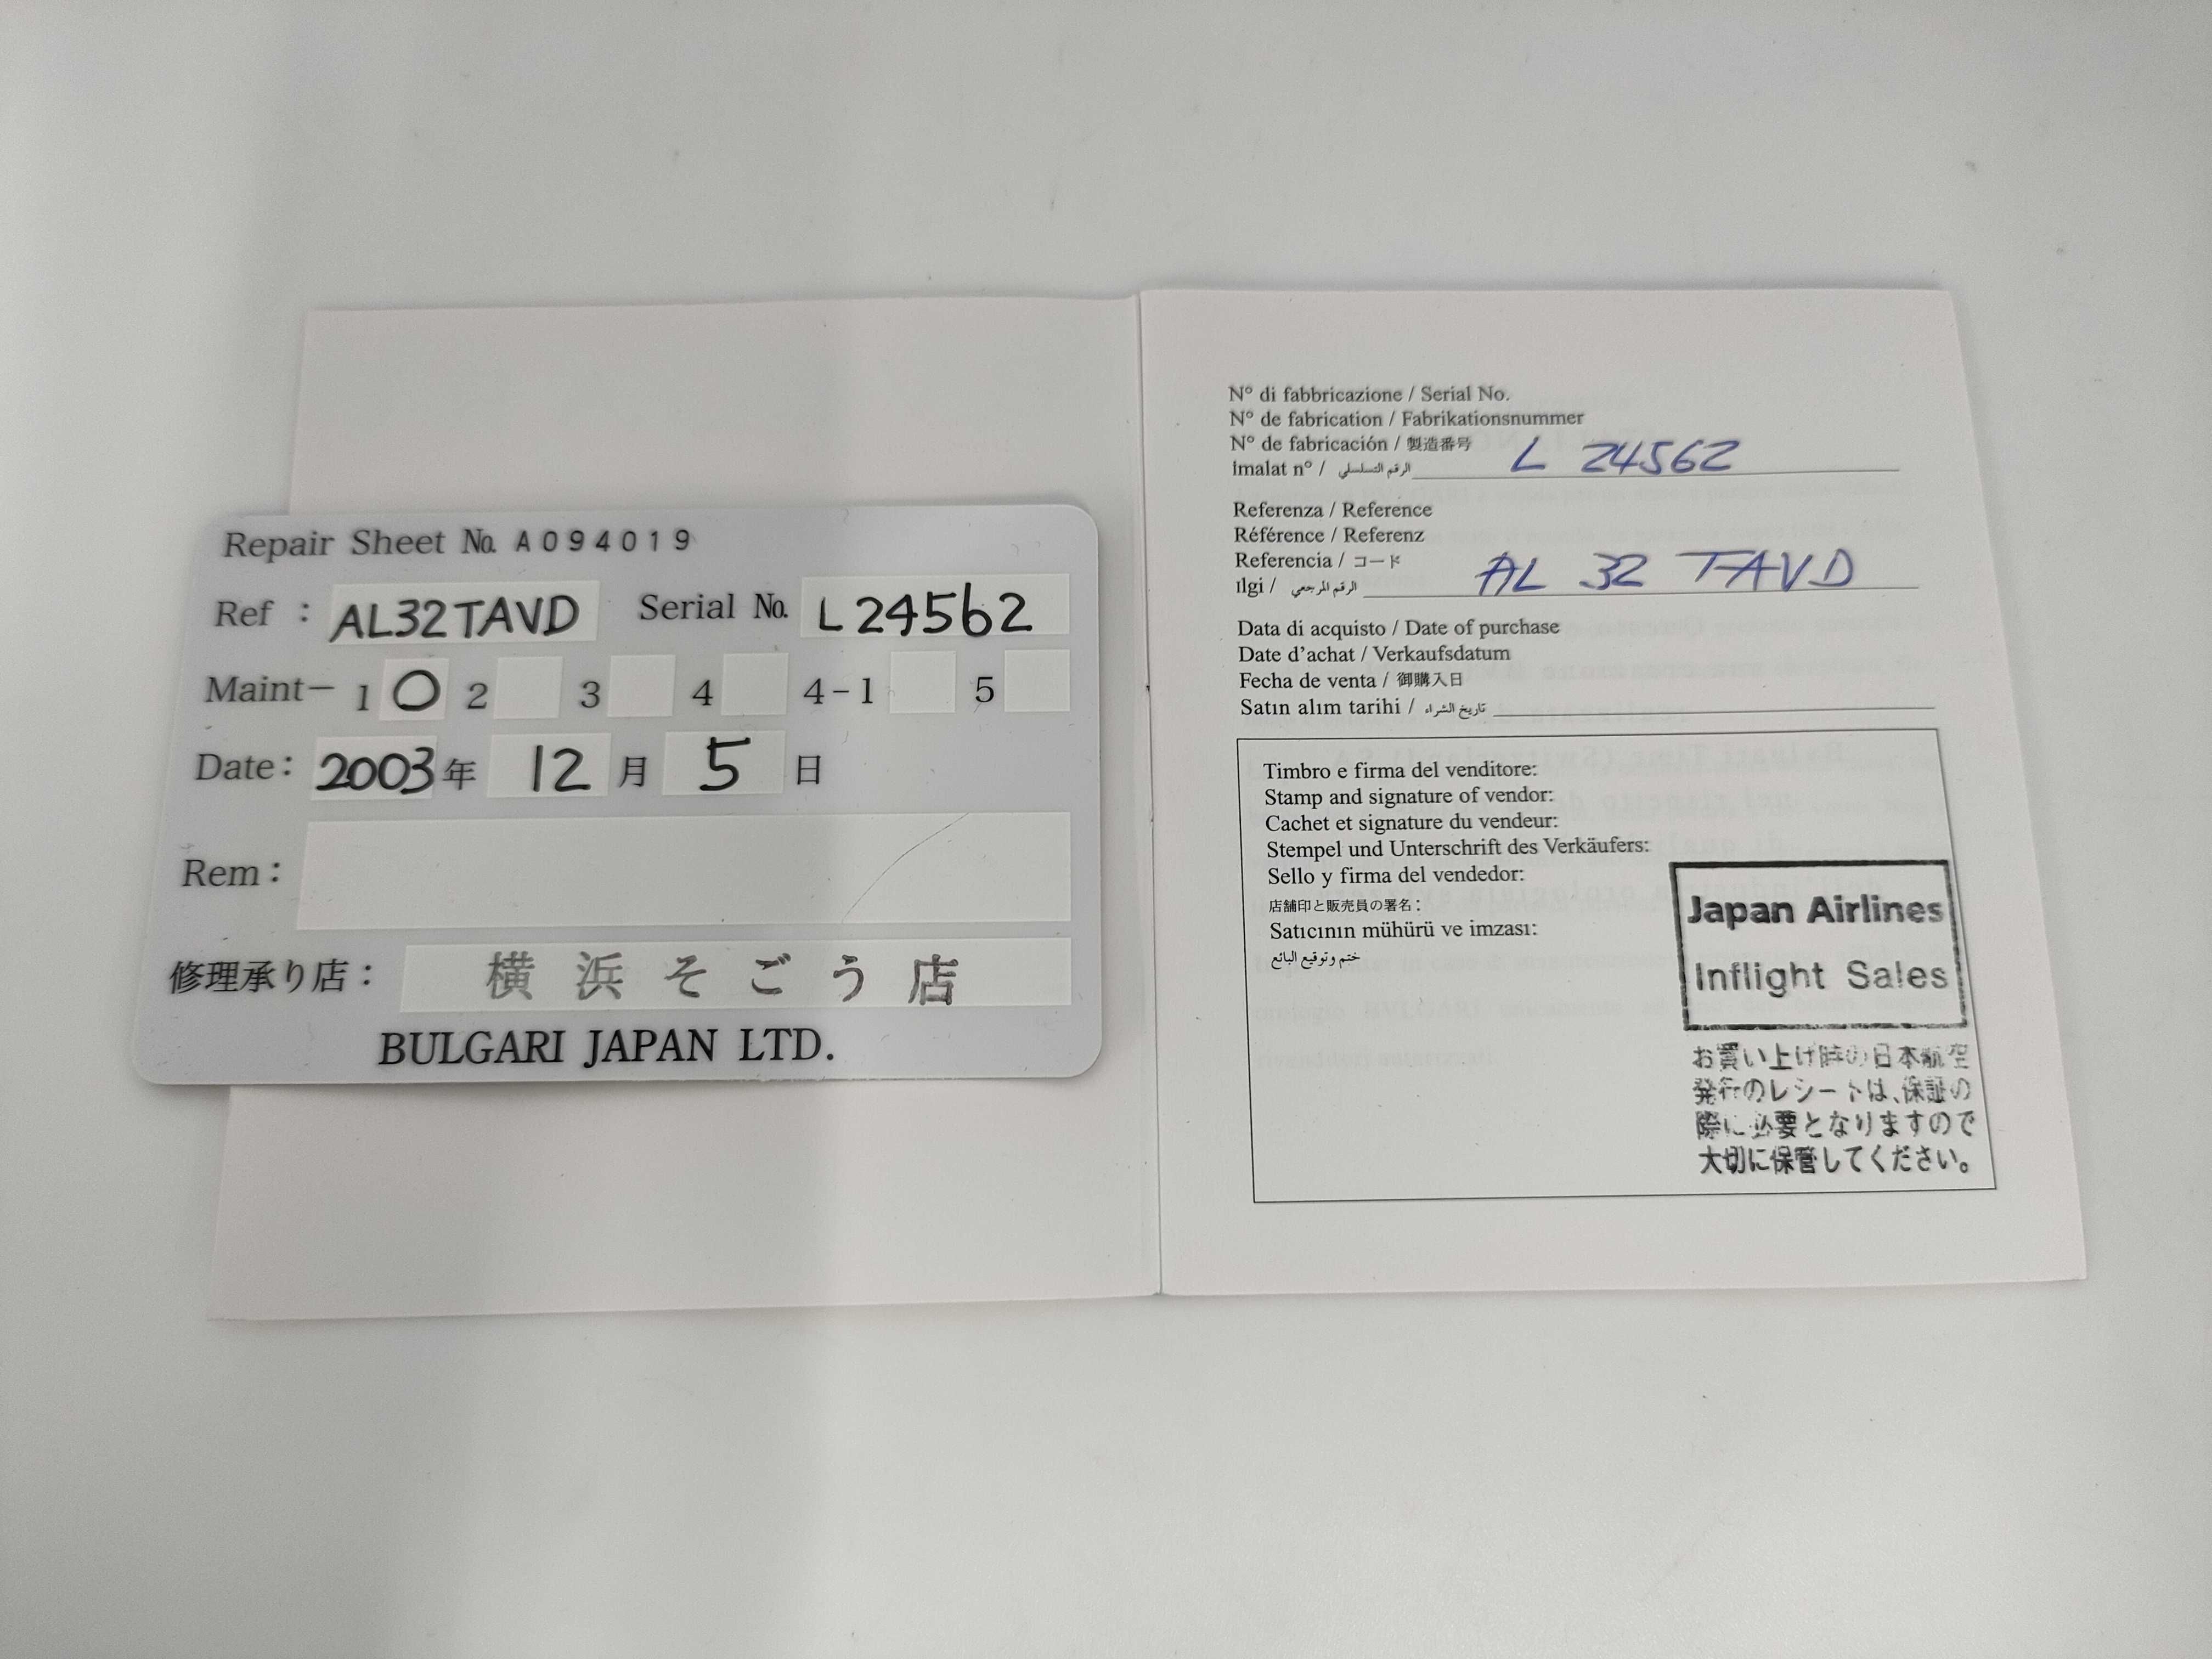 Repair Sheet No. A094019
Ref : AL32TAVD Serial No. L24562
Maint- 1 O 2 3 4 4-1 5
Date: 2003年 12月 5日
Rem:
修理承り店: 横浜そごう店
BULGARI JAPAN LTD.
N° di fabbricazione / Serial No.
N° de fabrication / Fabrikationsnummer
N° de fabricación / 製造番号
imalat n° / الرقم التسلسلي L 24562
Referenza / Reference
Référence / Referenz
Referencia / コード
ılgi / الرقم المرجعي AL 32 TAVD
Data di acquisto / Date of purchase
Date d'achat / Verkaufsdatum
Fecha de venta / 御購入日
Satın alım tarihi / تاريخ الشراء
Timbro e firma del venditore:
Stamp and signature of vendor:
Cachet et signature du vendeur:
Stempel und Unterschrift des Verkäufers:
Sello y firma del vendedor:
店舗印と販売員の署名:
Satıcının mühürü ve imzası:
ختم وتوقيع البائع
Japan Airlines
Inflight Sales
お買い上げ時の日本航空
発行のレシートは、保証の
際に必要となりますので
大切に保管してください。